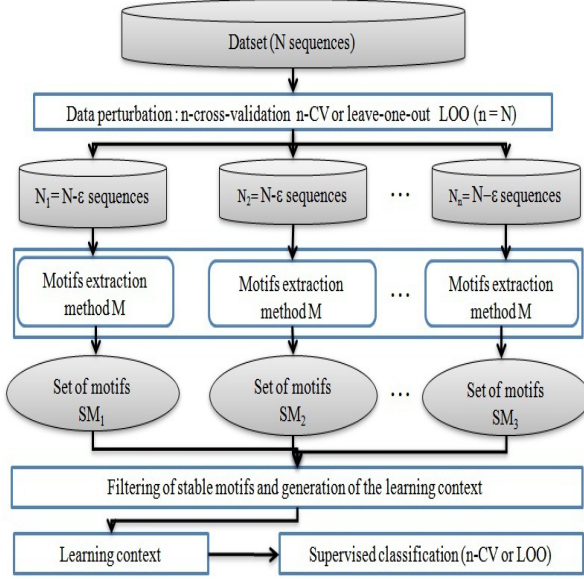 Datset (N sequences)
Data perturbation : n-cross-validation n-CV or leave-one-out LOO (n = N)
N₁= N-ε sequences
N₂= N-ε sequences
...
Nₙ= N-ε sequences
Motifs extraction
method M
Motifs extraction
method M
...
Motifs extraction
method M
Set of motifs
SM₁
Set of motifs
SM₂
...
Set of motifs
SM₃
Filtering of stable motifs and generation of the learning context
Learning context
Supervised classification (n-CV or LOO)